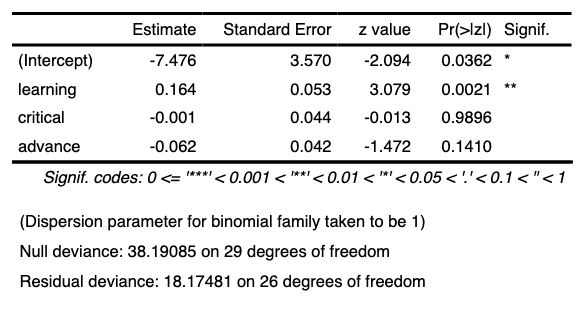 Estimate Standard Error z value Pr(>|z|) Signif.
(Intercept) -7.476 3.570 -2.094 0.0362 *
learning 0.164 0.053 3.079 0.0021 **
critical -0.001 0.044 -0.013 0.9896
advance -0.062 0.042 -1.472 0.1410
Signif. codes: 0 <= '***' < 0.001 < '**' < 0.01 < '*' < 0.05 < '.' < 0.1 < '' < 1
(Dispersion parameter for binomial family taken to be 1)
Null deviance: 38.19085 on 29 degrees of freedom
Residual deviance: 18.17481 on 26 degrees of freedom